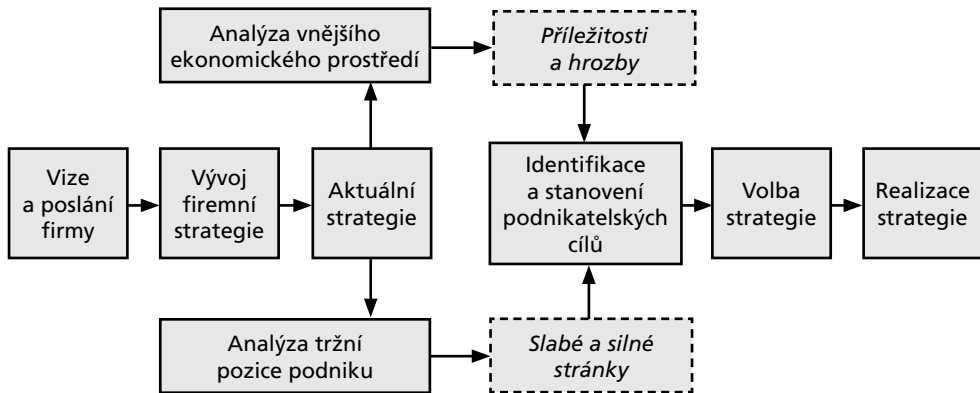 Analýza vnějšího
ekonomického prostředí
Příležitosti
a hrozby
Vize
a poslání
firmy
Vývoj
firemní
strategie
Aktuální
strategie
Identifikace
a stanovení
podnikatelských
cílů
Volba
strategie
Realizace
strategie
Analýza tržní
pozice podniku
Slabé a silné
stránky